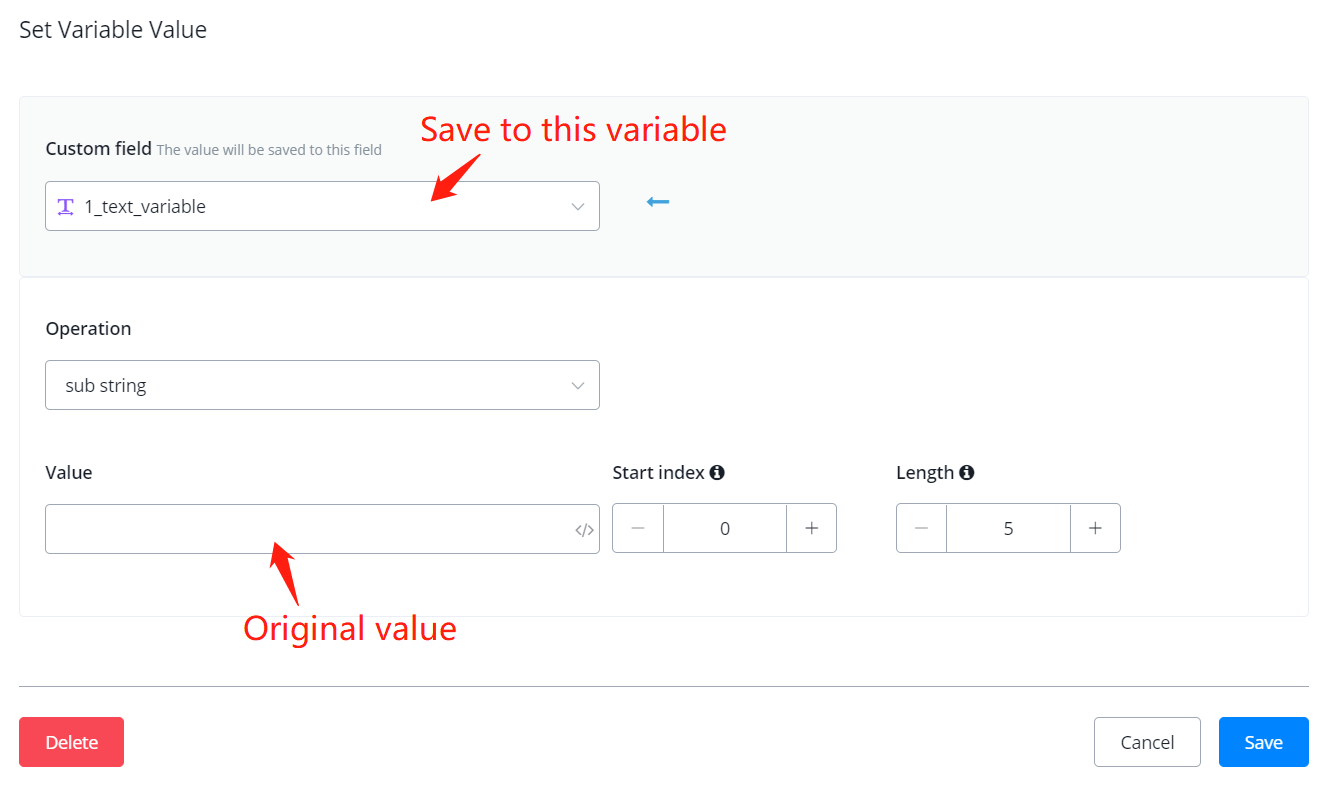 Set Variable Value
Save to this variable
Custom field The value will be saved to this field
1_text_variable
Operation
sub string
Value
Start index
Length
0
5
Original value
Delete
Cancel
Save